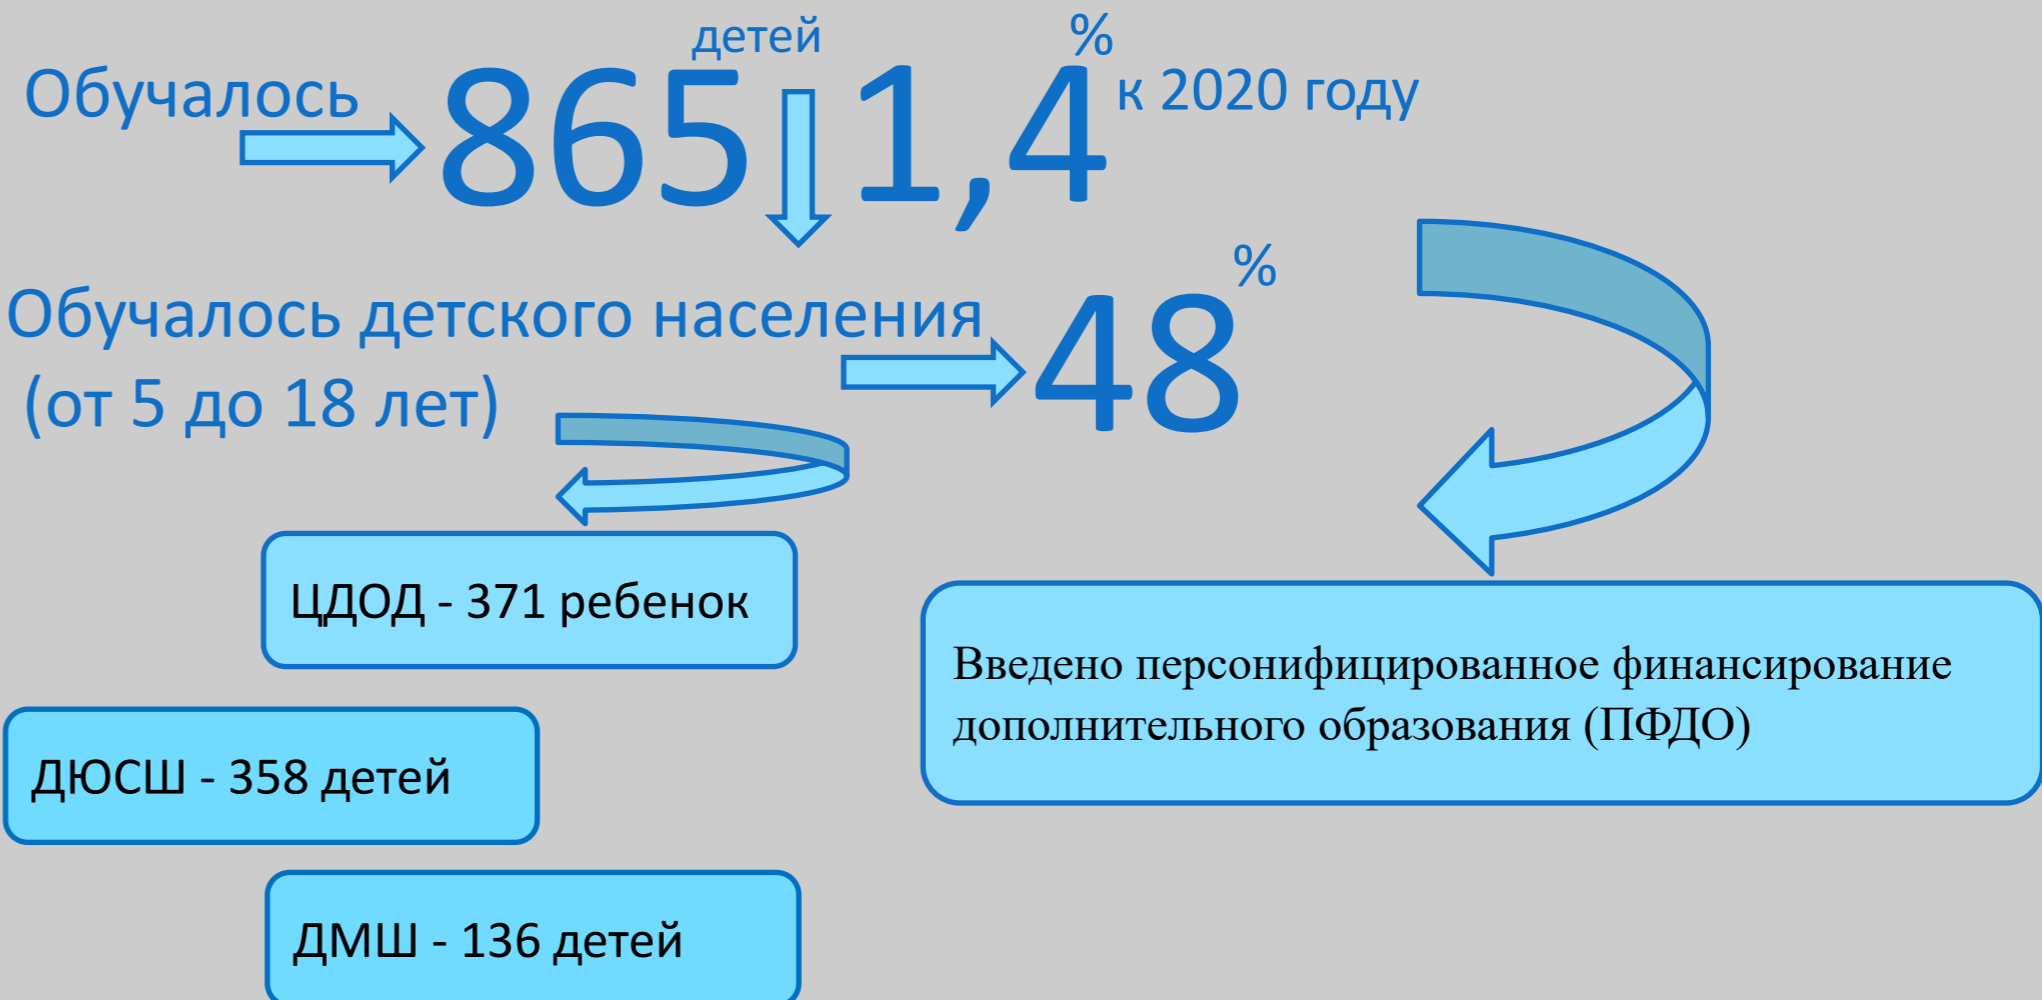 детей
%
Обучалось 865 1,4 к 2020 году
%
Обучалось детского населения 48
(от 5 до 18 лет)
ЦДОД - 371 ребенок
ДЮСШ - 358 детей
ДМШ - 136 детей
Введено персонифицированное финансирование
дополнительного образования (ПФДО)